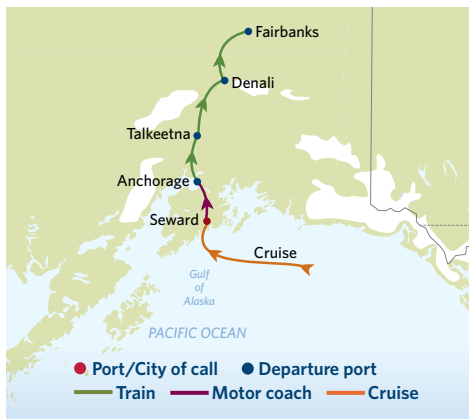 Fairbanks
Denali
Talkeetna
Anchorage
Seward
Cruise
Gulf
of
Alaska
PACIFIC OCEAN
Port/City of call
Departure port
Train
Motor coach
Cruise